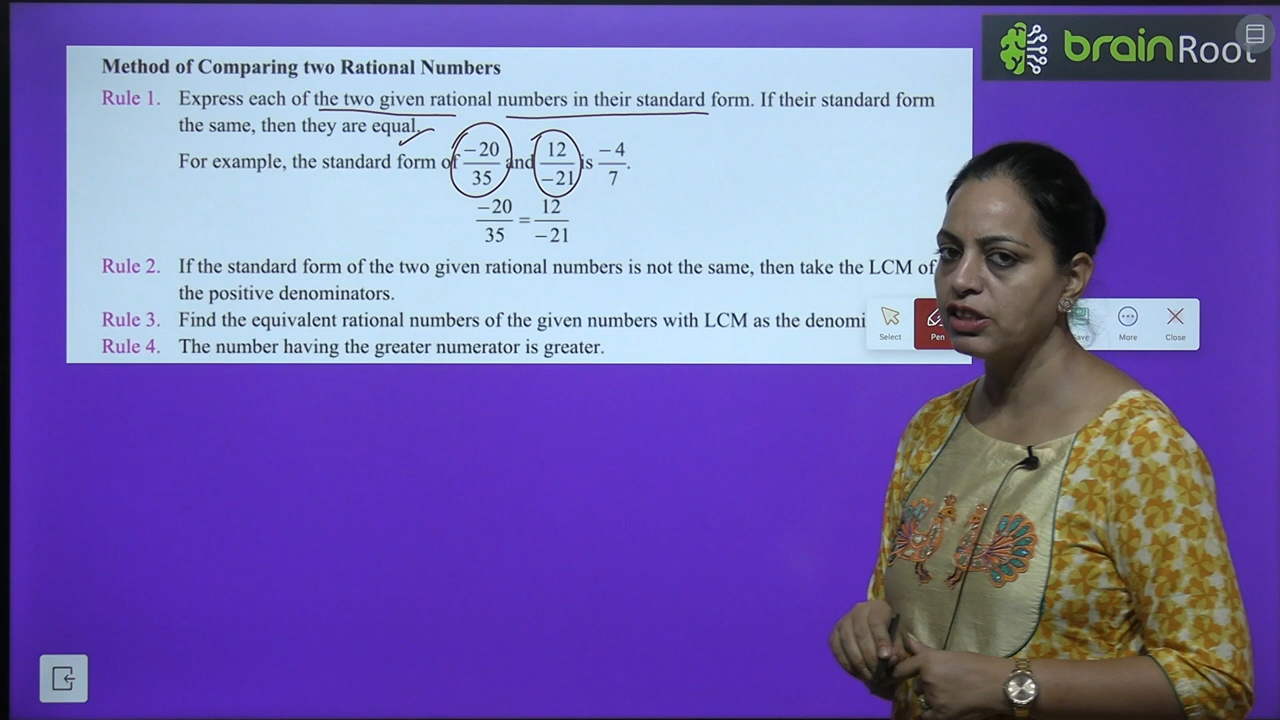 Method of Comparing two Rational Numbers
brainRoot
Rule 1. Express each of the two given rational numbers in their standard form. If their standard form
the same, then they are equal.
For example, the standard form of -20/35 and 12/-21 is -4/7.
-20/35 = 12/-21
Rule 2. If the standard form of the two given rational numbers is not the same, then take the LCM of
the positive denominators.
Rule 3. Find the equivalent rational numbers of the given numbers with LCM as the denomi
Rule 4. The number having the greater numerator is greater.
Select Pen More Close